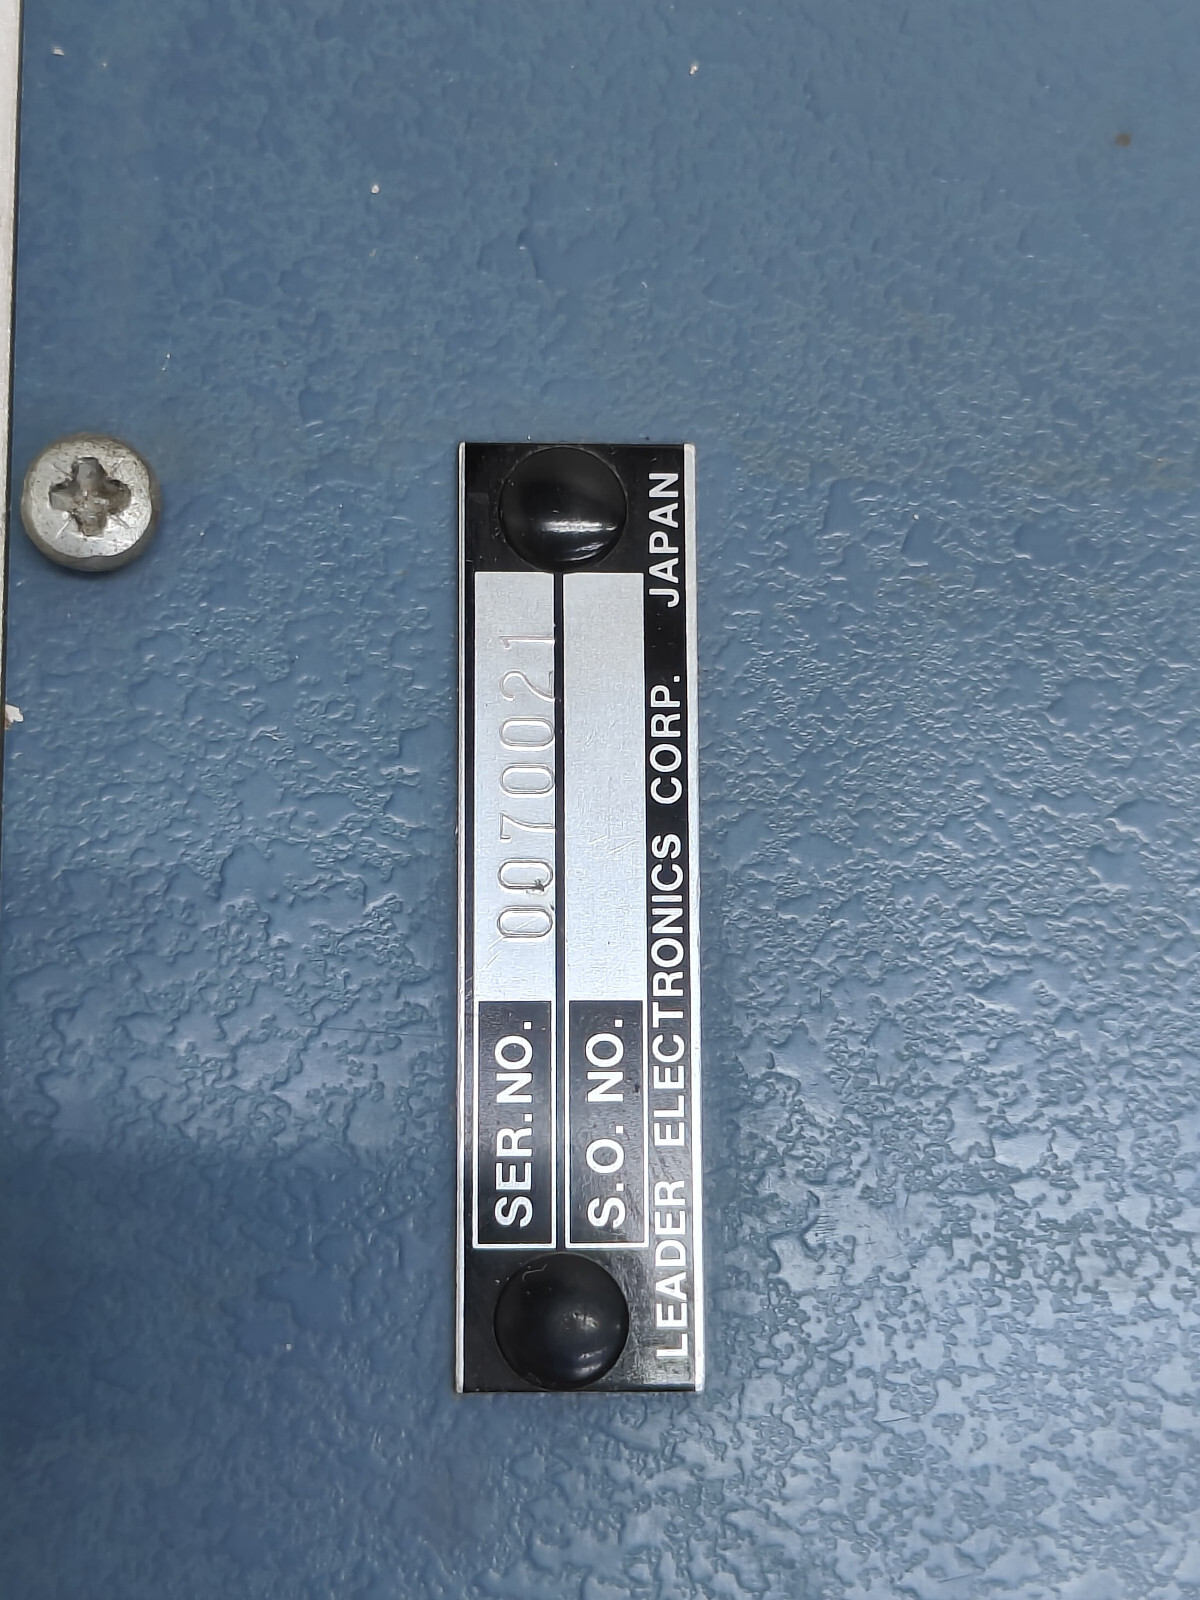 SER.NO. 0070021
S.O. NO.
LEADER ELECTRONICS CORP. JAPAN